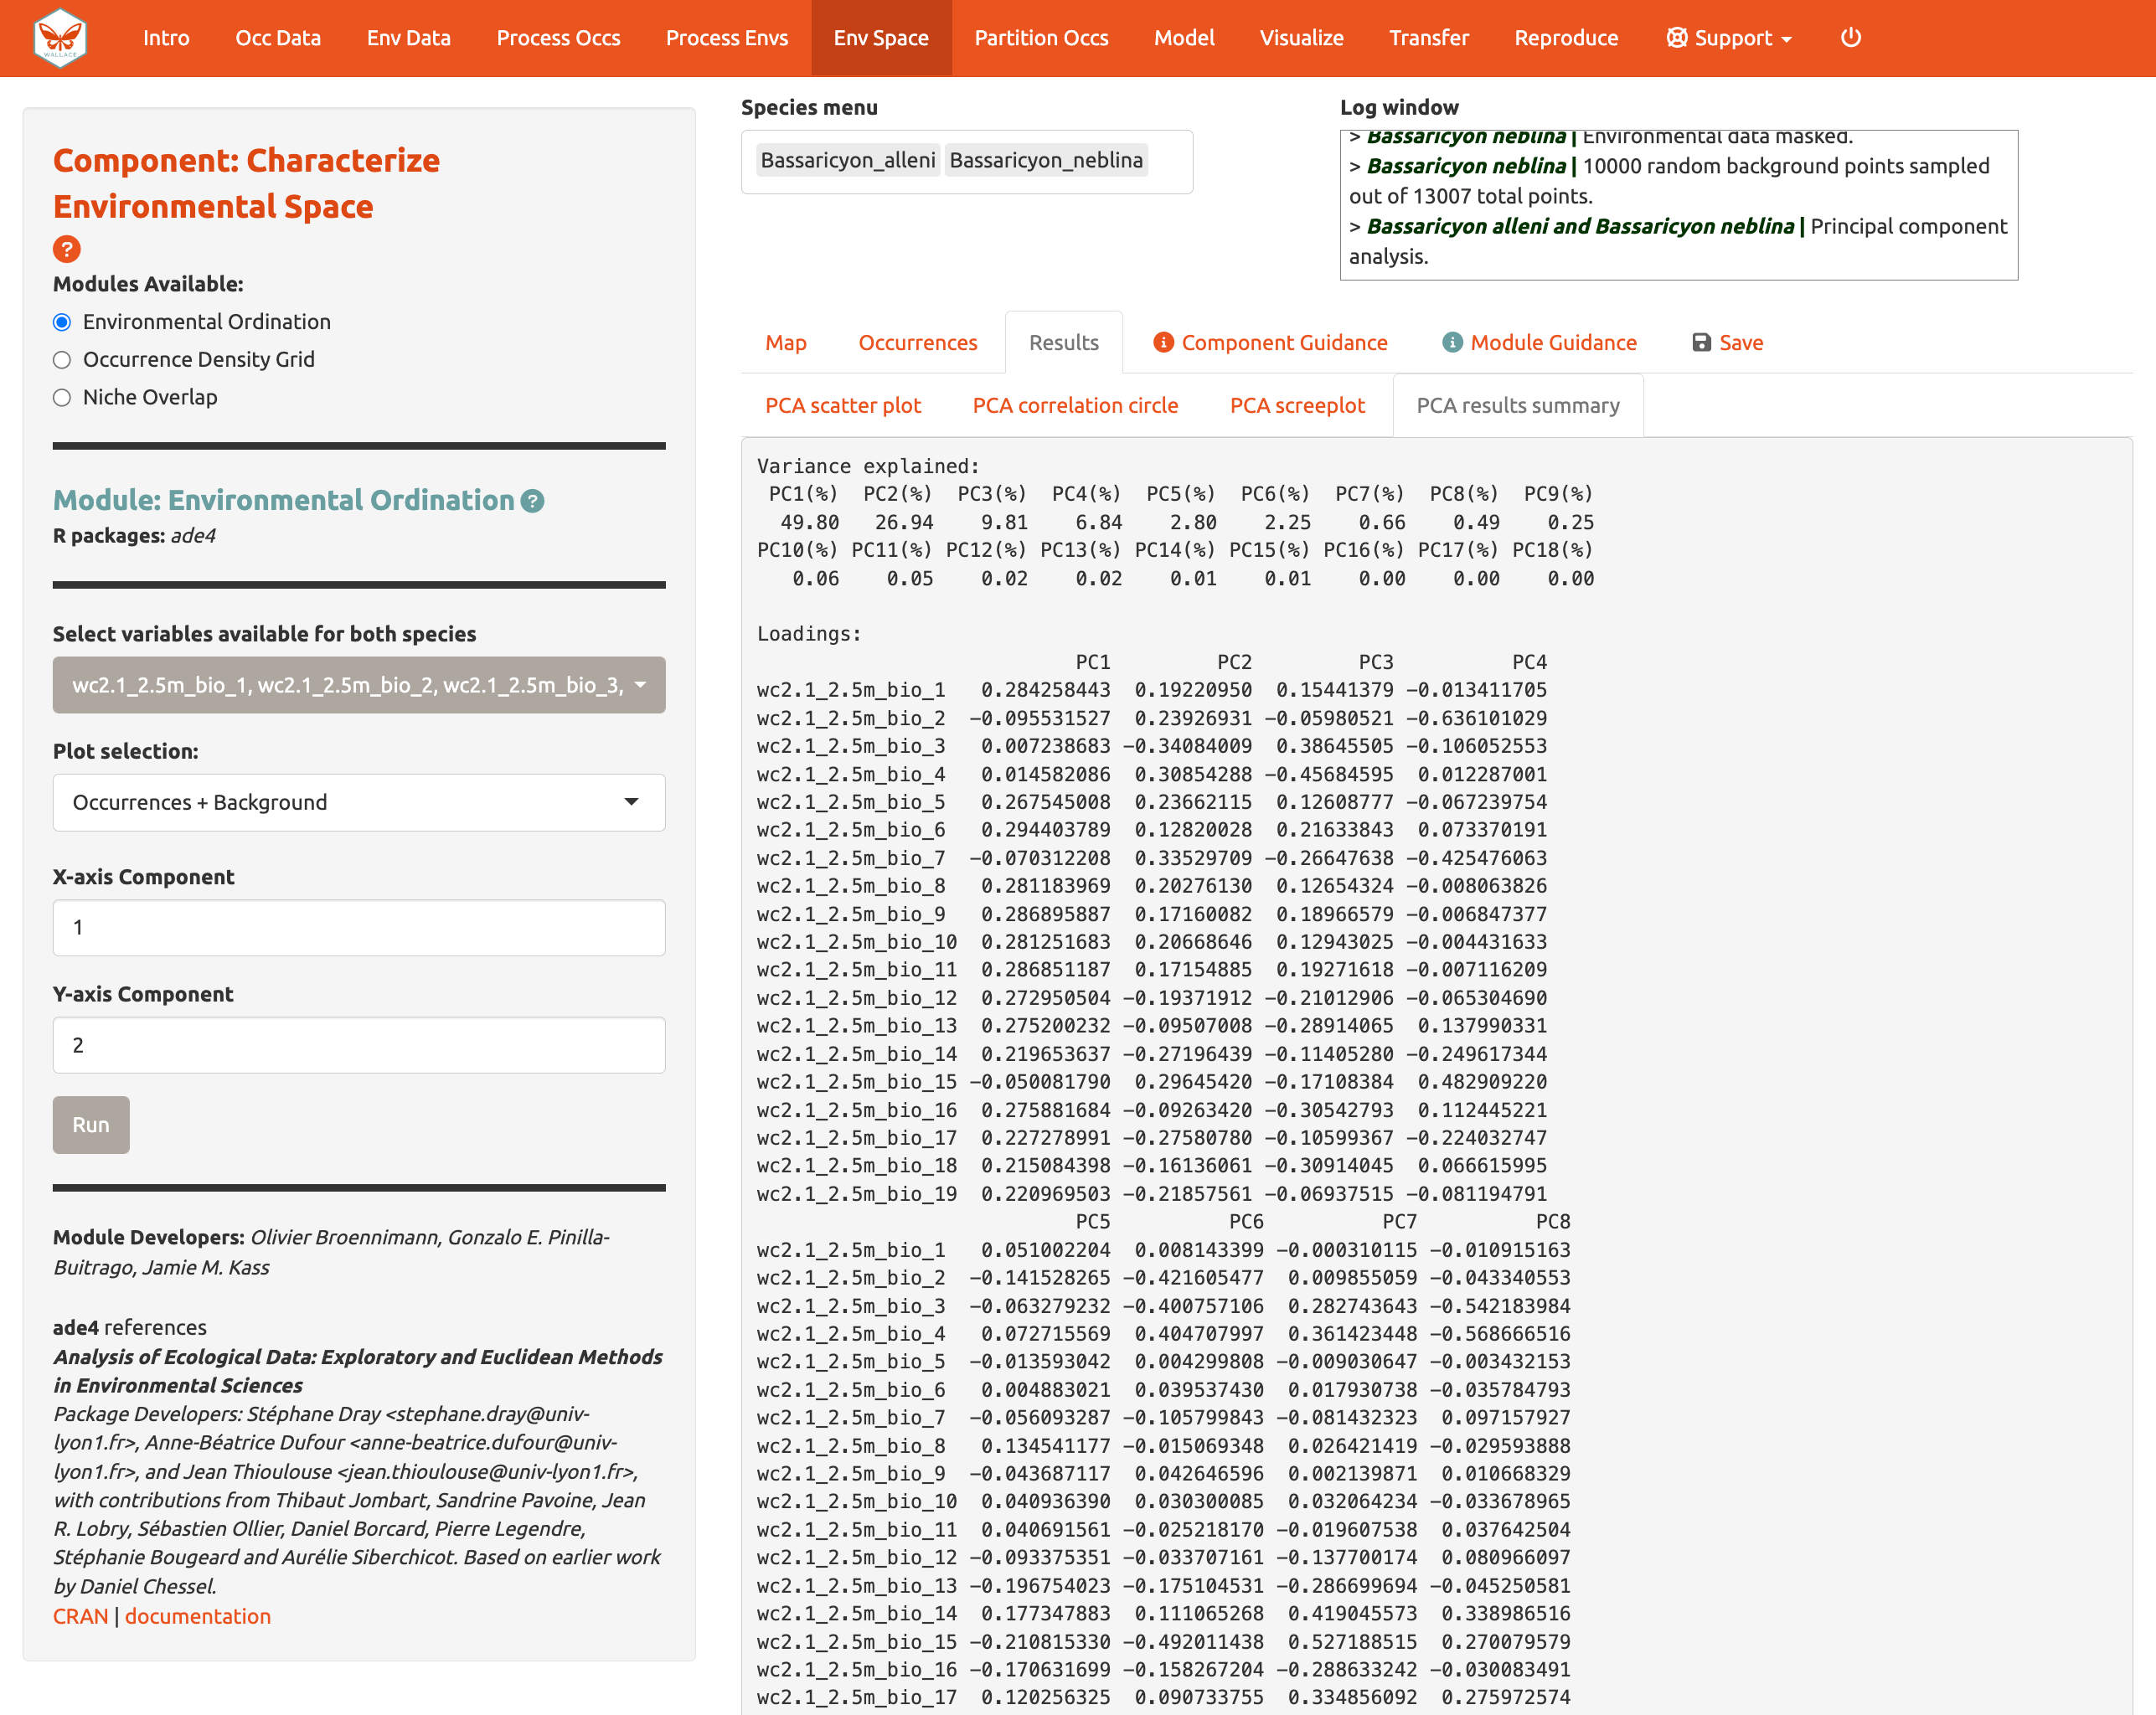 WALLACE
Intro Occ Data Env Data Process Occs Process Envs Env Space Partition Occs Model Visualize Transfer Reproduce Support
Component: Characterize
Environmental Space
?
Modules Available:
Environmental Ordination
Occurrence Density Grid
Niche Overlap
Module: Environmental Ordination ?
R packages: ade4
Select variables available for both species
wc2.1_2.5m_bio_1, wc2.1_2.5m_bio_2, wc2.1_2.5m_bio_3,
Plot selection:
Occurrences + Background
X-axis Component
1
Y-axis Component
2
Run
Module Developers: Olivier Broennimann, Gonzalo E. Pinilla-
Buitrago, Jamie M. Kass
ade4 references
Analysis of Ecological Data: Exploratory and Euclidean Methods
in Environmental Sciences
Package Developers: Stéphane Dray <stephane.dray@univ-
lyon1.fr>, Anne-Béatrice Dufour <anne-beatrice.dufour@univ-
lyon1.fr>, and Jean Thioulouse <jean.thioulouse@univ-lyon1.fr>,
with contributions from Thibaut Jombart, Sandrine Pavoine, Jean
R. Lobry, Sébastien Ollier, Daniel Borcard, Pierre Legendre,
Stéphanie Bougeard and Aurélie Siberchicot. Based on earlier work
by Daniel Chessel.
CRAN | documentation
Species menu
Bassaricyon_alleni Bassaricyon_neblina
Log window
> Bassaricyon neblina | Environmental data masked.
> Bassaricyon neblina | 10000 random background points sampled
out of 13007 total points.
> Bassaricyon alleni and Bassaricyon neblina | Principal component
analysis.
Map Occurrences Results Component Guidance Module Guidance Save
PCA scatter plot PCA correlation circle PCA screeplot PCA results summary
Variance explained:
PC1(%) PC2(%) PC3(%) PC4(%) PC5(%) PC6(%) PC7(%) PC8(%) PC9(%)
49.80 26.94 9.81 6.84 2.80 2.25 0.66 0.49 0.25
PC10(%) PC11(%) PC12(%) PC13(%) PC14(%) PC15(%) PC16(%) PC17(%) PC18(%)
0.06 0.05 0.02 0.02 0.01 0.01 0.00 0.00 0.00
Loadings:
PC1 PC2 PC3 PC4
wc2.1_2.5m_bio_1 0.284258443 0.19220950 0.15441379 −0.013411705
wc2.1_2.5m_bio_2 −0.095531527 0.23926931 −0.05980521 −0.636101029
wc2.1_2.5m_bio_3 0.007238683 −0.34084009 0.38645505 −0.106052553
wc2.1_2.5m_bio_4 0.014582086 0.30854288 −0.45684595 0.012287001
wc2.1_2.5m_bio_5 0.267545008 0.23662115 0.12608777 −0.067239754
wc2.1_2.5m_bio_6 0.294403789 0.12820028 0.21633843 0.073370191
wc2.1_2.5m_bio_7 −0.070312208 0.33529709 −0.26647638 −0.425476063
wc2.1_2.5m_bio_8 0.281183969 0.20276130 0.12654324 −0.008063826
wc2.1_2.5m_bio_9 0.286895887 0.17160082 0.18966579 −0.006847377
wc2.1_2.5m_bio_10 0.281251683 0.20668646 0.12943025 −0.004431633
wc2.1_2.5m_bio_11 0.286851187 0.17154885 0.19271618 −0.007116209
wc2.1_2.5m_bio_12 0.272950504 −0.19371912 −0.21012906 −0.065304690
wc2.1_2.5m_bio_13 0.275200232 −0.09507008 −0.28914065 0.137990331
wc2.1_2.5m_bio_14 0.219653637 −0.27196439 −0.11405280 −0.249617344
wc2.1_2.5m_bio_15 −0.050081790 0.29645420 −0.17108384 0.482909220
wc2.1_2.5m_bio_16 0.275881684 −0.09263420 −0.30542793 0.112445221
wc2.1_2.5m_bio_17 0.227278991 −0.27580780 −0.10599367 −0.224032747
wc2.1_2.5m_bio_18 0.215084398 −0.16136061 −0.30914045 0.066615995
wc2.1_2.5m_bio_19 0.220969503 −0.21857561 −0.06937515 −0.081194791
PC5 PC6 PC7 PC8
wc2.1_2.5m_bio_1 0.051002204 0.008143399 −0.000310115 −0.010915163
wc2.1_2.5m_bio_2 −0.141528265 −0.421605477 0.009855059 −0.043340553
wc2.1_2.5m_bio_3 −0.063279232 −0.400757106 0.282743643 −0.542183984
wc2.1_2.5m_bio_4 0.072715569 0.404707997 0.361423448 −0.568666516
wc2.1_2.5m_bio_5 −0.013593042 0.004299808 −0.009030647 −0.003432153
wc2.1_2.5m_bio_6 0.004883021 0.039537430 0.017930738 −0.035784793
wc2.1_2.5m_bio_7 −0.056093287 −0.105799843 −0.081432323 0.097157927
wc2.1_2.5m_bio_8 0.134541177 −0.015069348 0.026421419 −0.029593888
wc2.1_2.5m_bio_9 −0.043687117 0.042646596 0.002139871 0.010668329
wc2.1_2.5m_bio_10 0.040936390 0.030300085 0.032064234 −0.033678965
wc2.1_2.5m_bio_11 0.040691561 −0.025218170 −0.019607538 0.037642504
wc2.1_2.5m_bio_12 −0.093375351 −0.033707161 −0.137700174 0.080966097
wc2.1_2.5m_bio_13 −0.196754023 −0.175104531 −0.286699694 −0.045250581
wc2.1_2.5m_bio_14 0.177347883 0.111065268 0.419045573 0.338986516
wc2.1_2.5m_bio_15 −0.210815330 −0.492011438 0.527188515 0.270079579
wc2.1_2.5m_bio_16 −0.170631699 −0.158267204 −0.288633242 −0.030083491
wc2.1_2.5m_bio_17 0.120256325 0.090733755 0.334856092 0.275972574